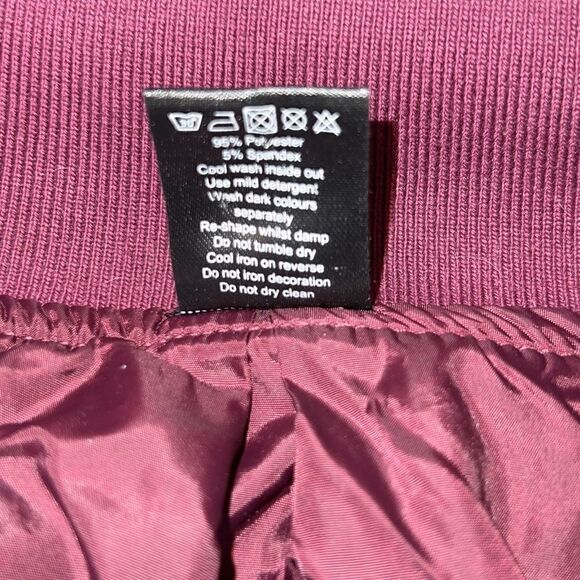 30
95% Polyester
5% Spandex
Cool wash inside out
Use mild detergent
Wash dark colours
separately
Re-shape whilst damp
Do not tumble dry
Cool iron on reverse
Do not iron decoration
Do not dry clean